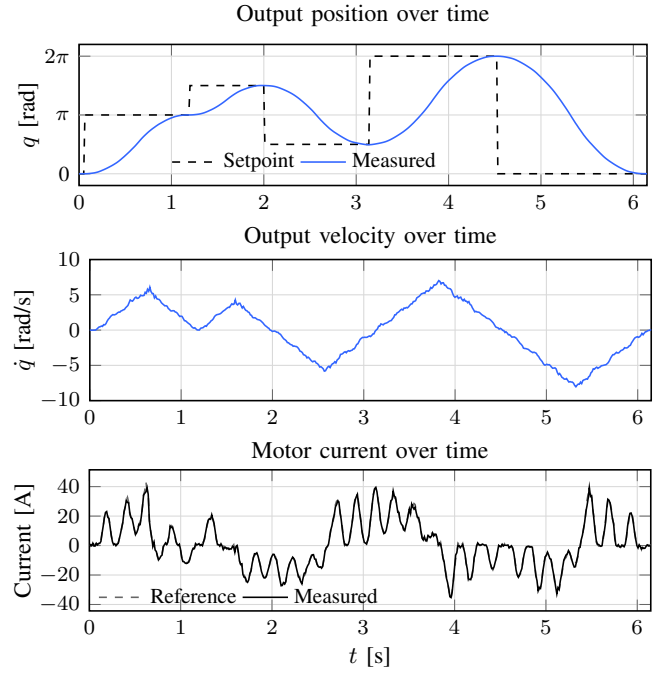 Output position over time
2π
π
0
q [rad]
Setpoint Measured
0 1 2 3 4 5 6
Output velocity over time
10
5
0
−5
−10
q̇ [rad/s]
0 1 2 3 4 5 6
Motor current over time
40
20
0
−20
−40
Current [A]
Reference Measured
0 1 2 3 4 5 6
t [s]